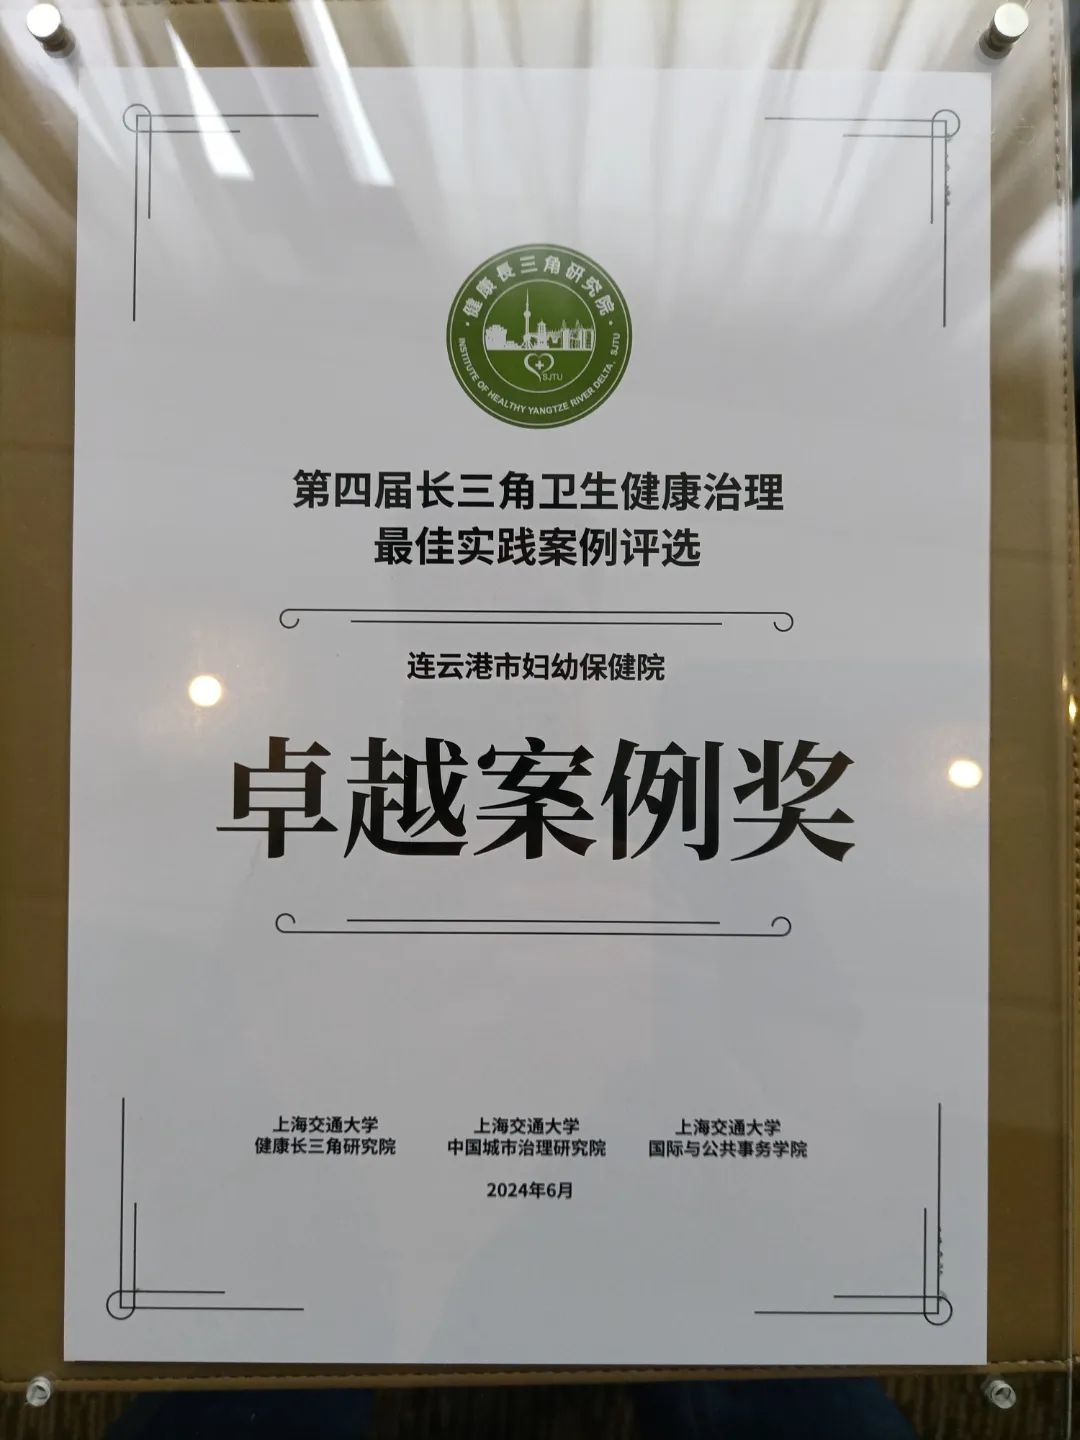 ·健康長三角研究院·
INSTITUTE OF HEALTHY YANGTZE RIVER DELTA, SJTU
SJTU
第四届长三角卫生健康治理
最佳实践案例评选
连云港市妇幼保健院
卓越案例奖
上海交通大学 上海交通大学 上海交通大学
健康长三角研究院 中国城市治理研究院 国际与公共事务学院
2024年6月